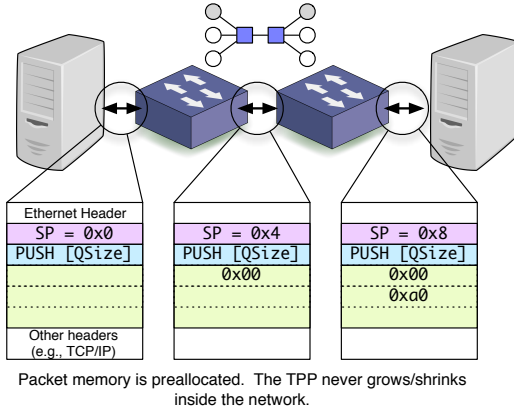 Ethernet Header
SP = 0x0
PUSH [QSize]
Other headers
(e.g., TCP/IP)
SP = 0x4
PUSH [QSize]
0x00
SP = 0x8
PUSH [QSize]
0x00
0xa0
Packet memory is preallocated. The TPP never grows/shrinks
inside the network.